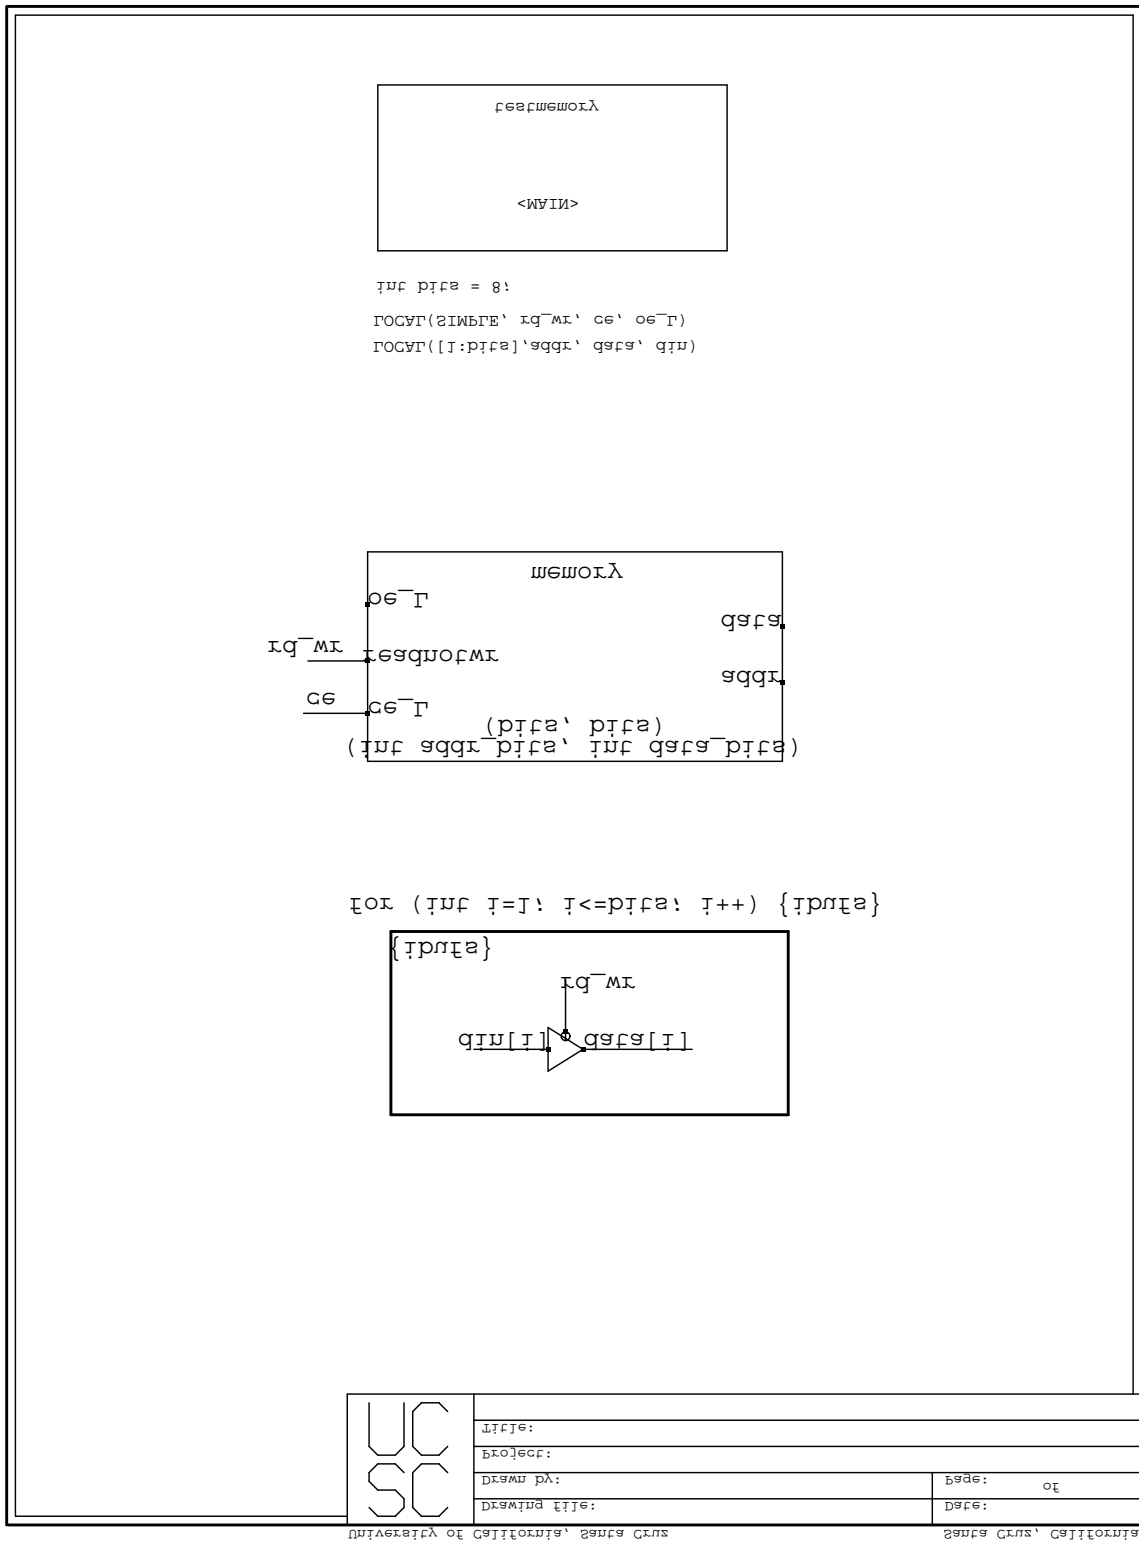 testmemory
<MAIN>
int bits = 8;
LOCAL(SIMPLE, rd_wr, ce, oe_L)
LOCAL([1:bits],addr, data, din)
memory
oe_L
data
rd_wr
readnotwr
addr
ce
ce_L
(bits, bits)
(int addr_bits, int data_bits)
for (int i=1; i<=bits; i++) {ibufs}
{ibufs}
rd_wr
din[i]
data[i]
UC
SC
Title:
Project:
Drawn by:
Page: of
Drawing file:
Date:
University of California, Santa Cruz
Santa Cruz, California